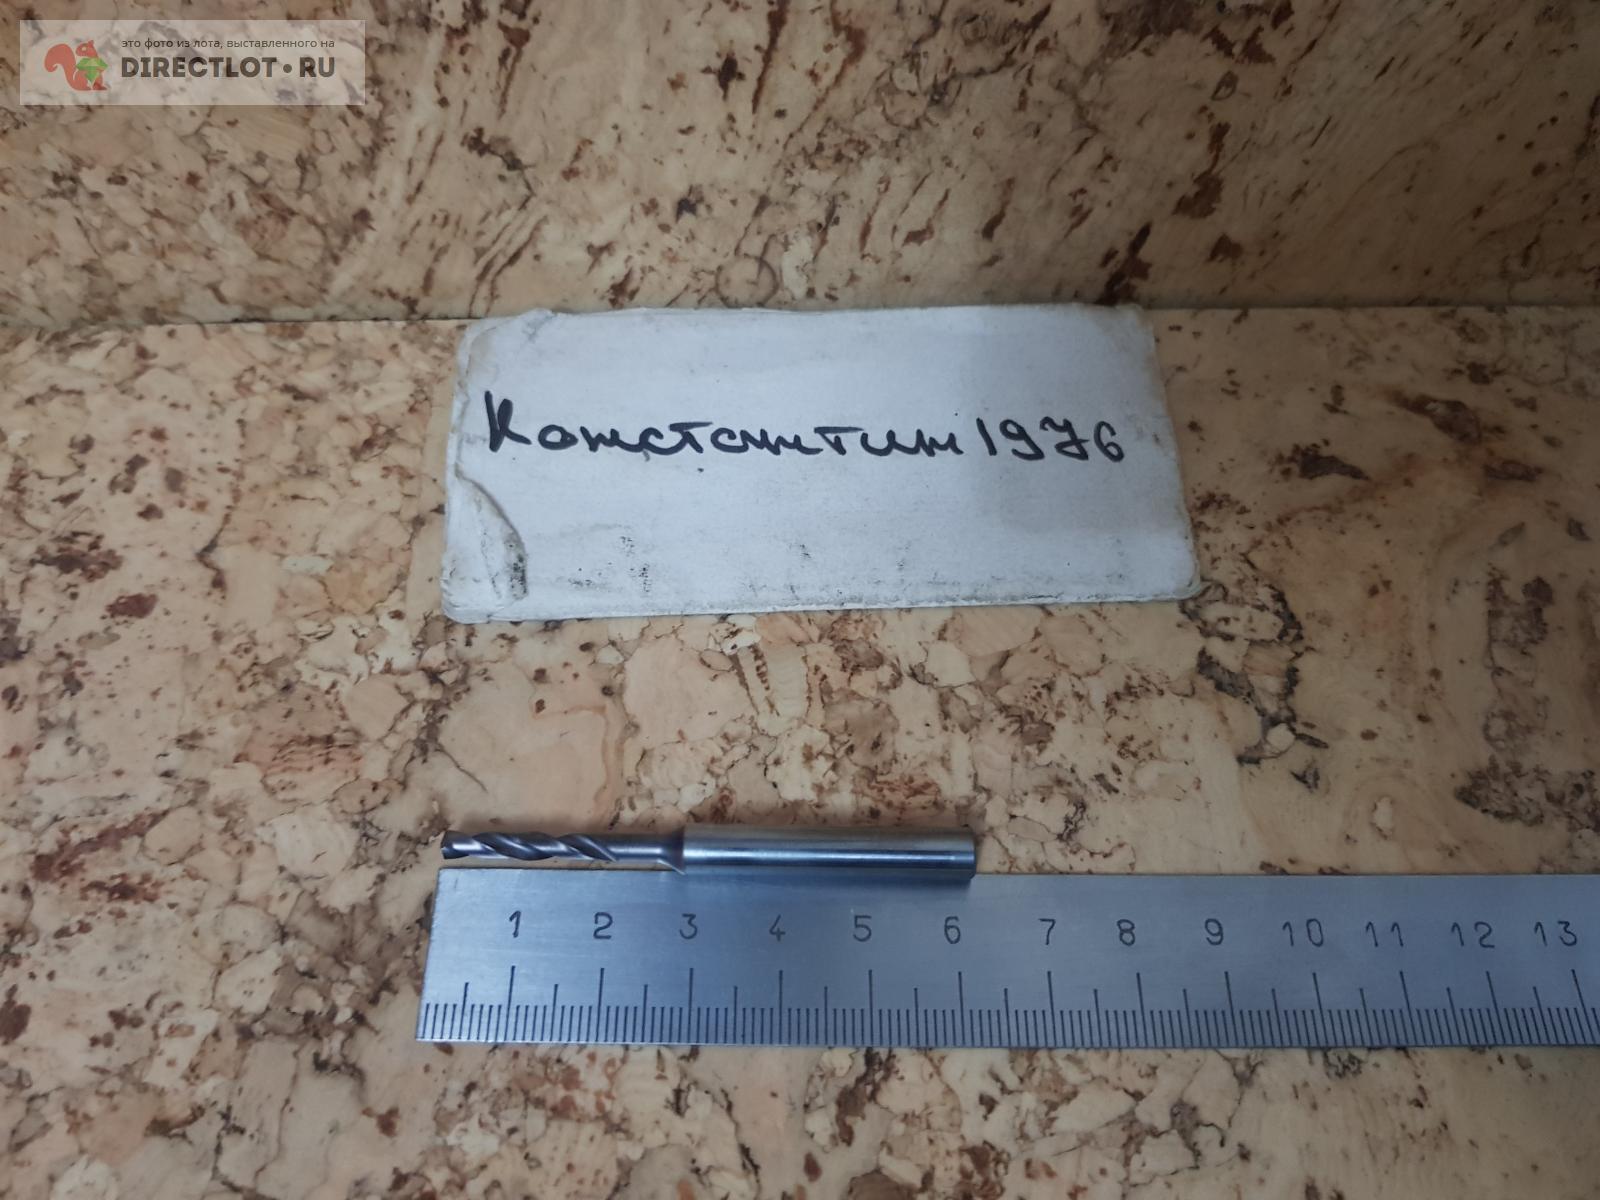 это фото из лота, выставленного на
DIRECTLOT•RU
Константин 1976
1 2 3 4 5 6 7 8 9 10 11 12 13